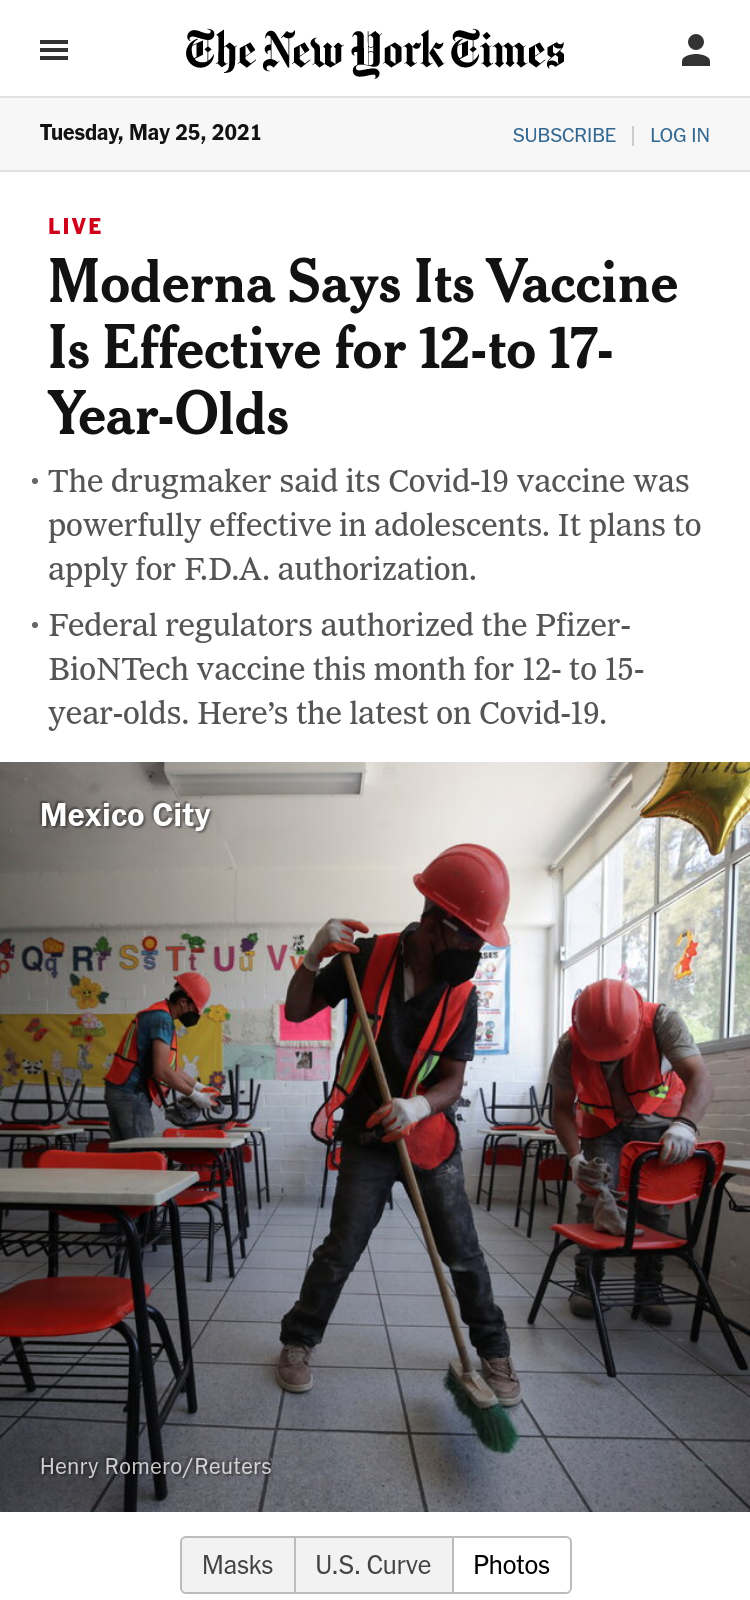 The New York Times
Tuesday, May 25, 2021
SUBSCRIBE | LOG IN
LIVE
Moderna Says Its Vaccine
Is Effective for 12-to 17-
Year-Olds
• The drugmaker said its Covid-19 vaccine was
powerfully effective in adolescents. It plans to
apply for F.D.A. authorization.
• Federal regulators authorized the Pfizer-
BioNTech vaccine this month for 12- to 15-
year-olds. Here’s the latest on Covid-19.
Mexico City
Qq Rr Ss Tt Uu Vv
Henry Romero/Reuters
Masks
U.S. Curve
Photos